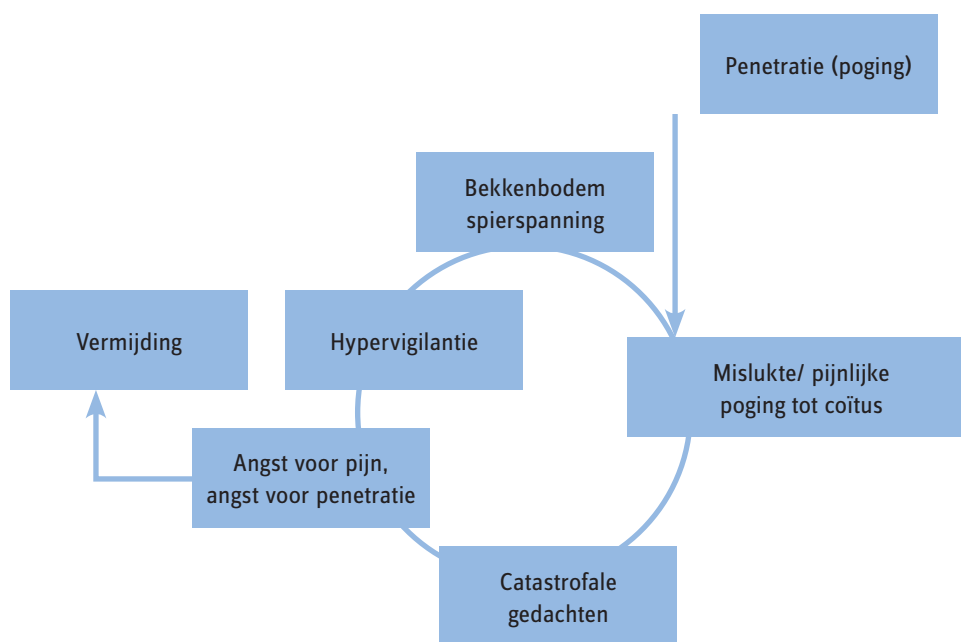 Penetratie (poging)
Bekkenbodem
spierspanning
Vermijding
Hypervigilantie
Mislukte/ pijnlijke
poging tot coïtus
Angst voor pijn,
angst voor penetratie
Catastrofale
gedachten